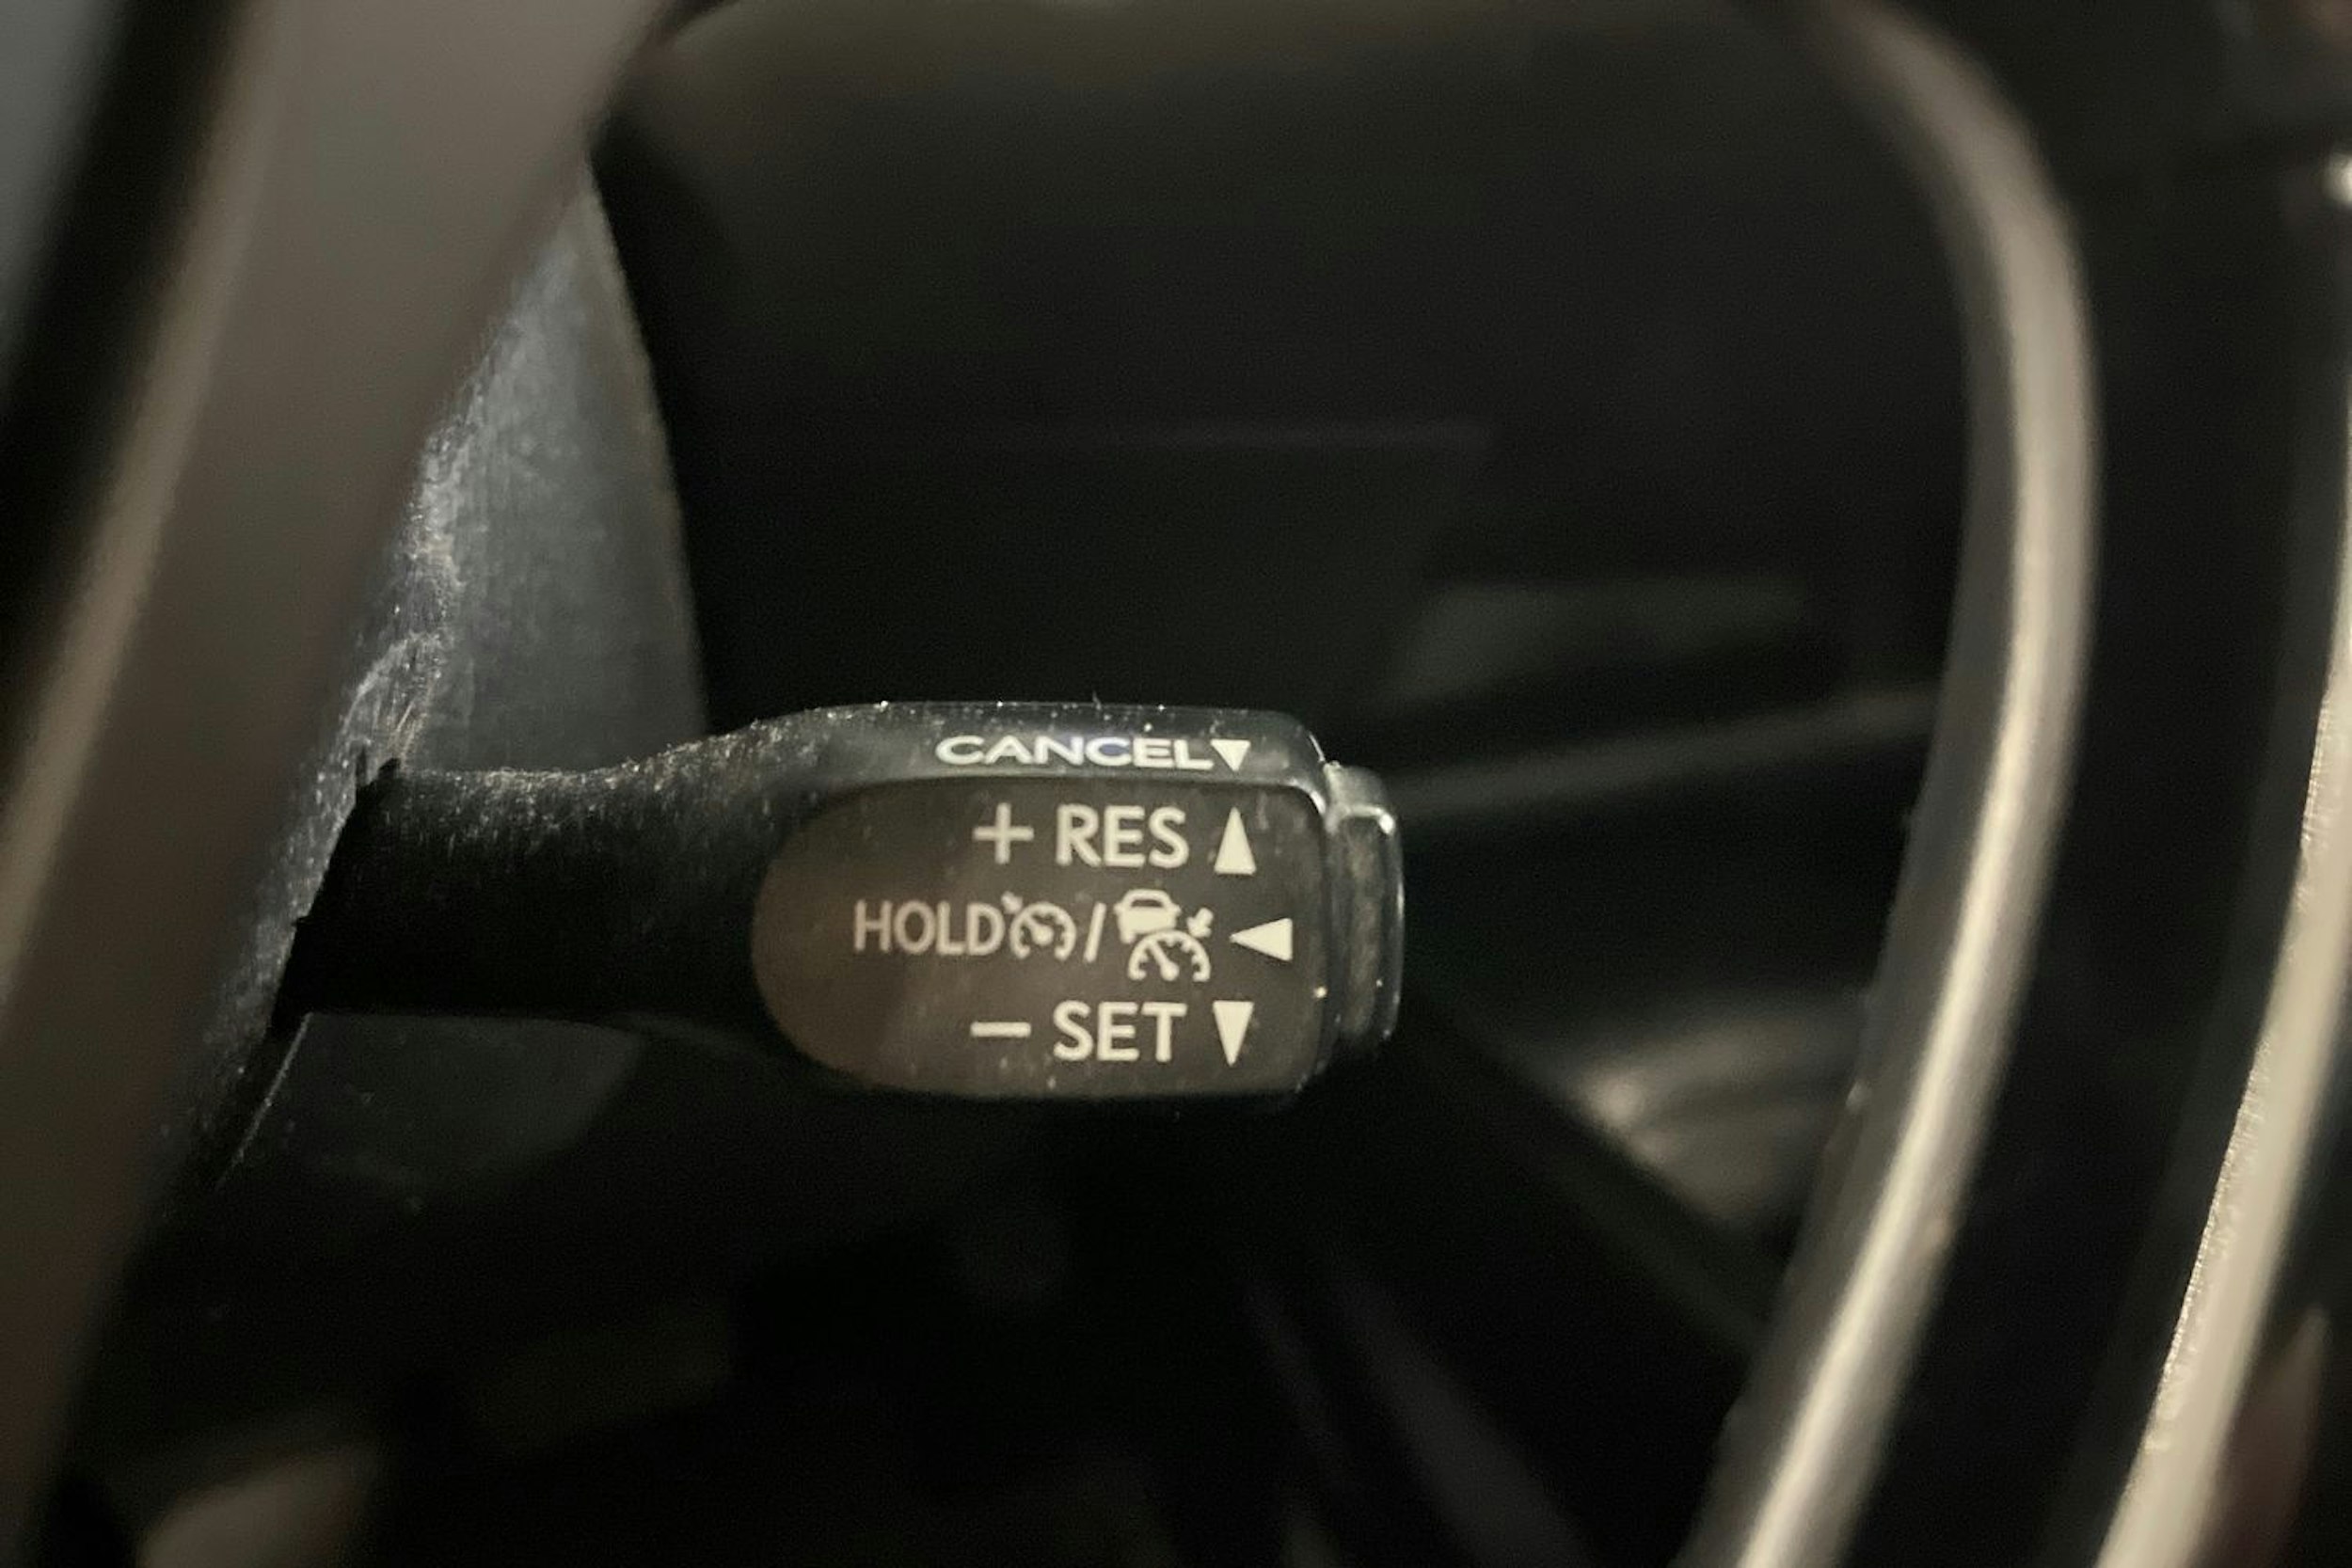 CANCEL▼
+ RES ▲
HOLD / ◀
− SET ▼